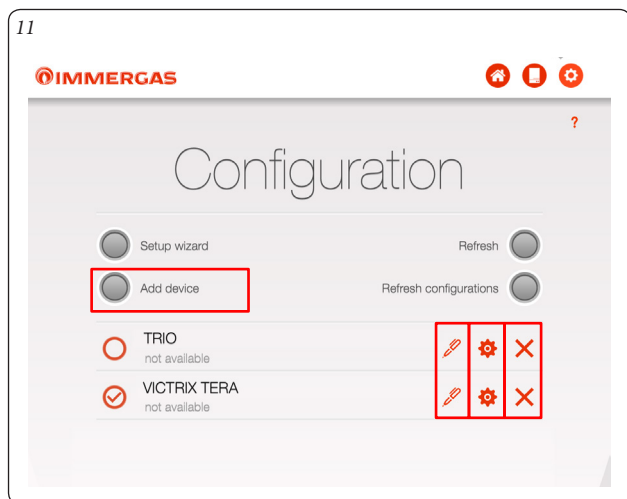 11
IMMERGAS
?
Configuration
Setup wizard
Refresh
Add device
Refresh configurations
TRIO
not available
VICTRIX TERA
not available